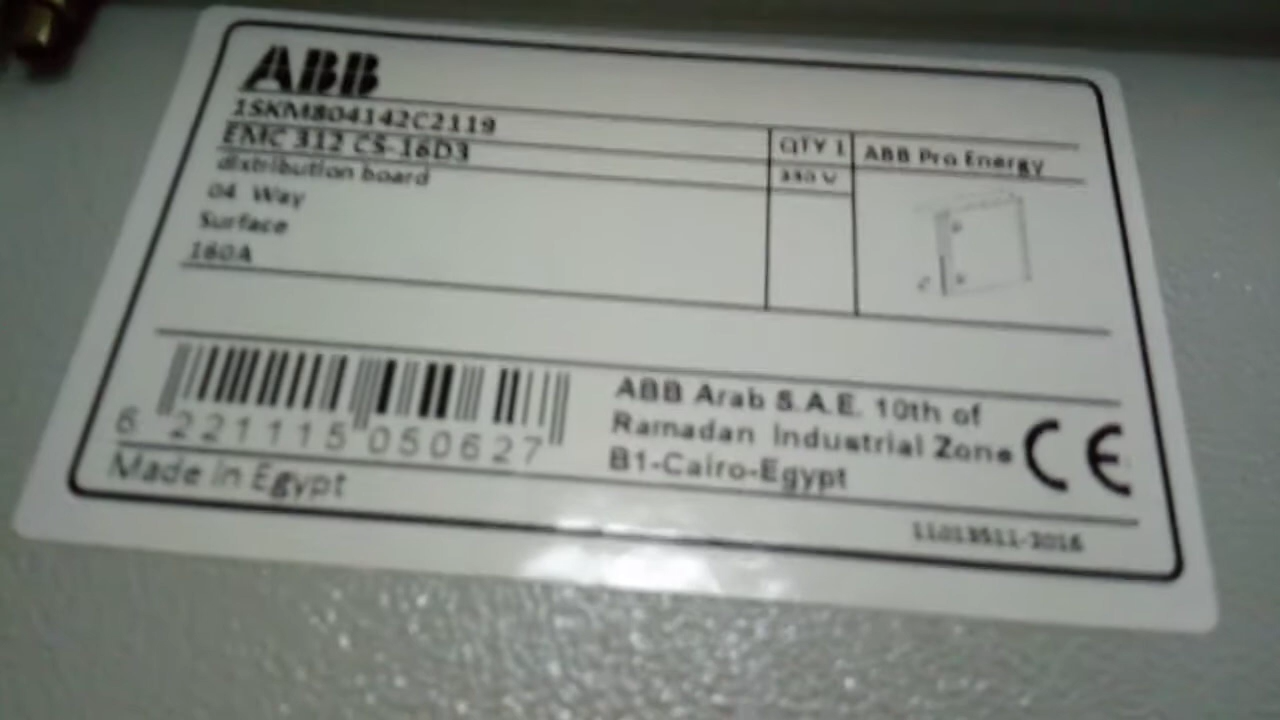 ABB
1SKM804142C2119
EMC 312 CS-16D3
QTY 1
ABB Pro Energy
distribution board
04 Way
Surface
160A
6 221115 050627
ABB Arab S.A.E. 10th of
Ramadan Industrial Zone
B1-Cairo-Egypt
CE
Made in Egypt